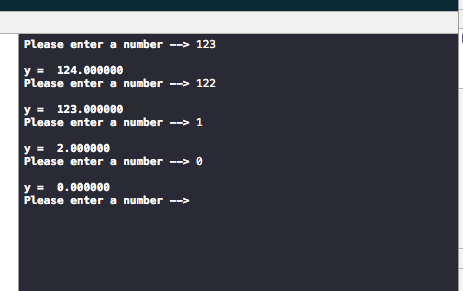 Please enter a number --> 123
y =  124.000000
Please enter a number --> 122
y =  123.000000
Please enter a number --> 1
y =  2.000000
Please enter a number --> 0
y =  0.000000
Please enter a number -->